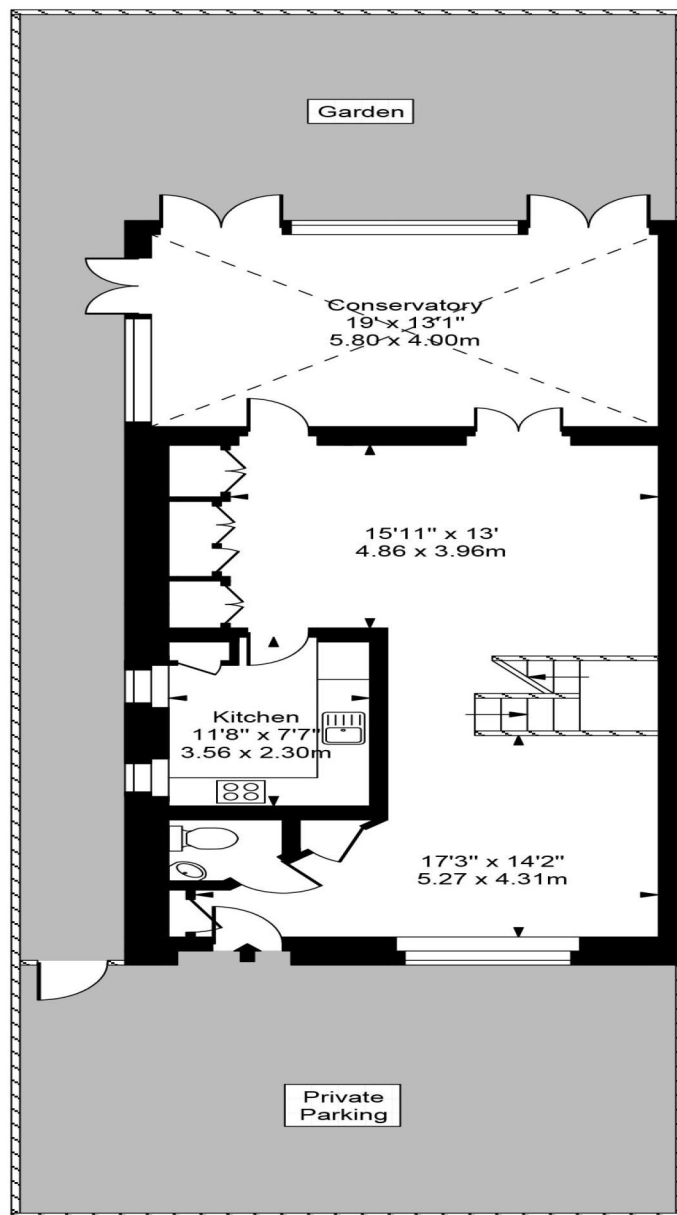 Garden
Conservatory
19' x 13'1"
5.80 x 4.00m
15'11" x 13'
4.86 x 3.96m
Kitchen
11'8" x 7'7"
3.56 x 2.30m
17'3" x 14'2"
5.27 x 4.31m
Private
Parking